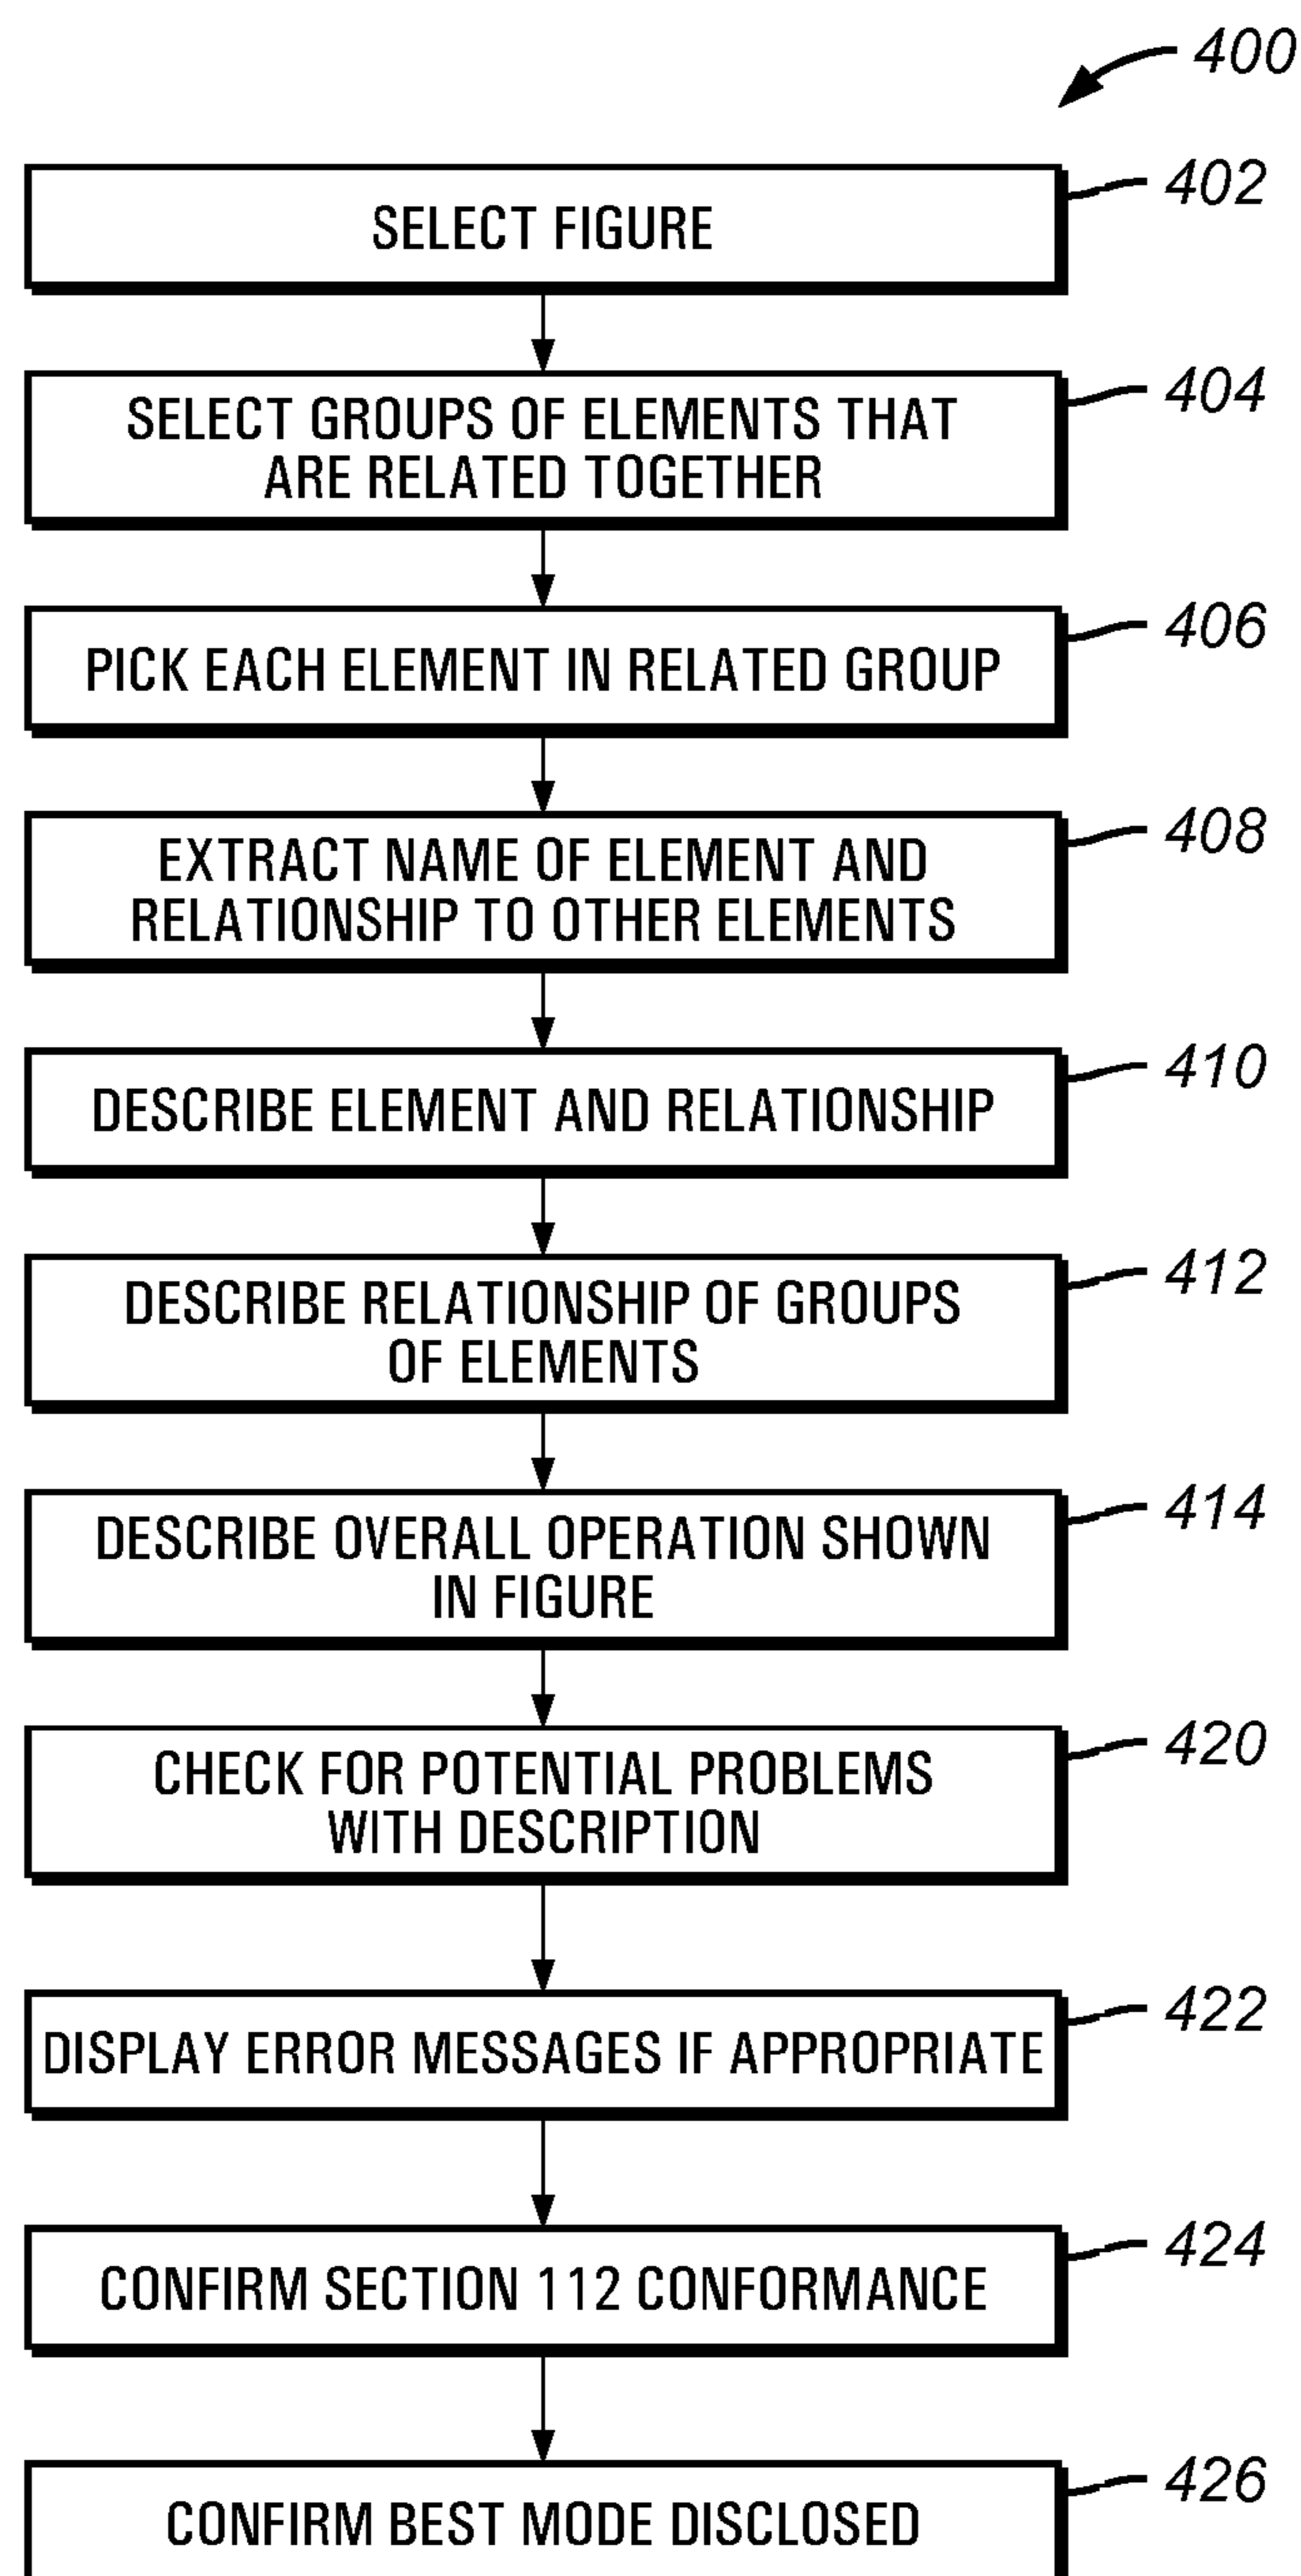 400
402
SELECT FIGURE
404
SELECT GROUPS OF ELEMENTS THAT
ARE RELATED TOGETHER
406
PICK EACH ELEMENT IN RELATED GROUP
408
EXTRACT NAME OF ELEMENT AND
RELATIONSHIP TO OTHER ELEMENTS
410
DESCRIBE ELEMENT AND RELATIONSHIP
412
DESCRIBE RELATIONSHIP OF GROUPS
OF ELEMENTS
414
DESCRIBE OVERALL OPERATION SHOWN
IN FIGURE
420
CHECK FOR POTENTIAL PROBLEMS
WITH DESCRIPTION
422
DISPLAY ERROR MESSAGES IF APPROPRIATE
424
CONFIRM SECTION 112 CONFORMANCE
426
CONFIRM BEST MODE DISCLOSED